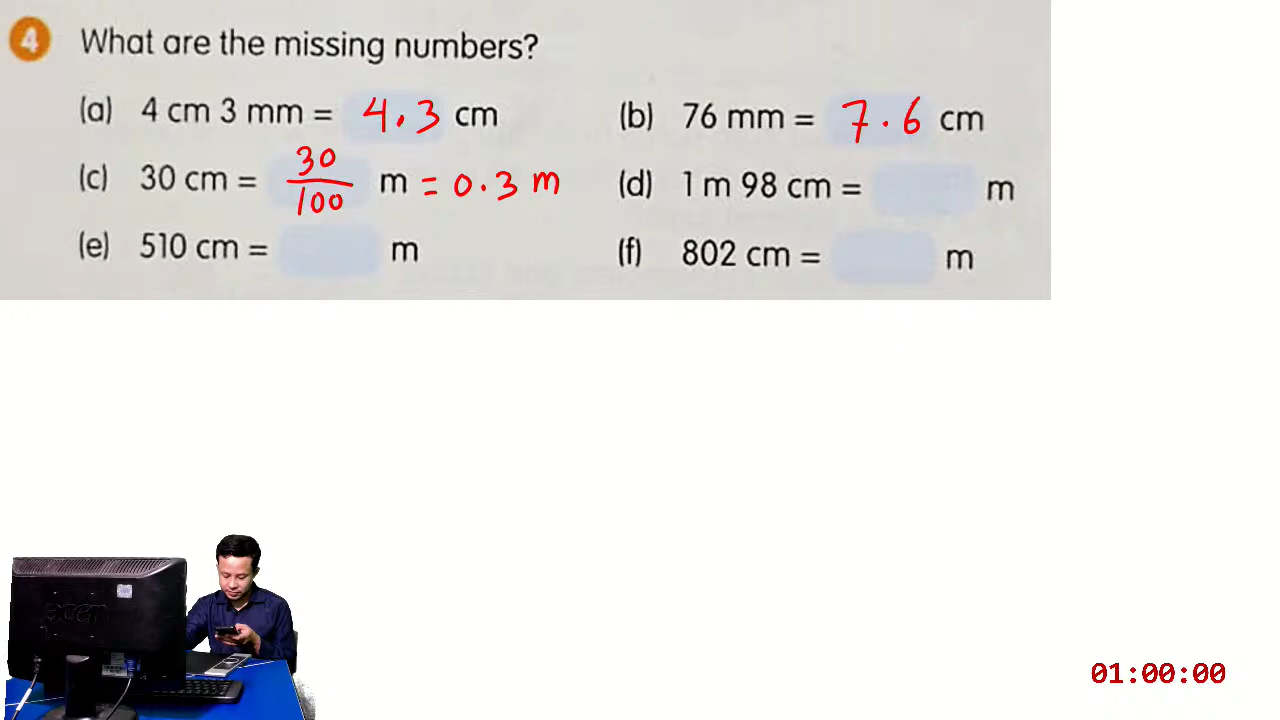 4 What are the missing numbers?
(a) 4 cm 3 mm = 4.3 cm
(b) 76 mm = 7.6 cm
(c) 30 cm = 30/100 m = 0.3 m
(d) 1 m 98 cm = m
(e) 510 cm = m
(f) 802 cm = m
acer
01:00:00